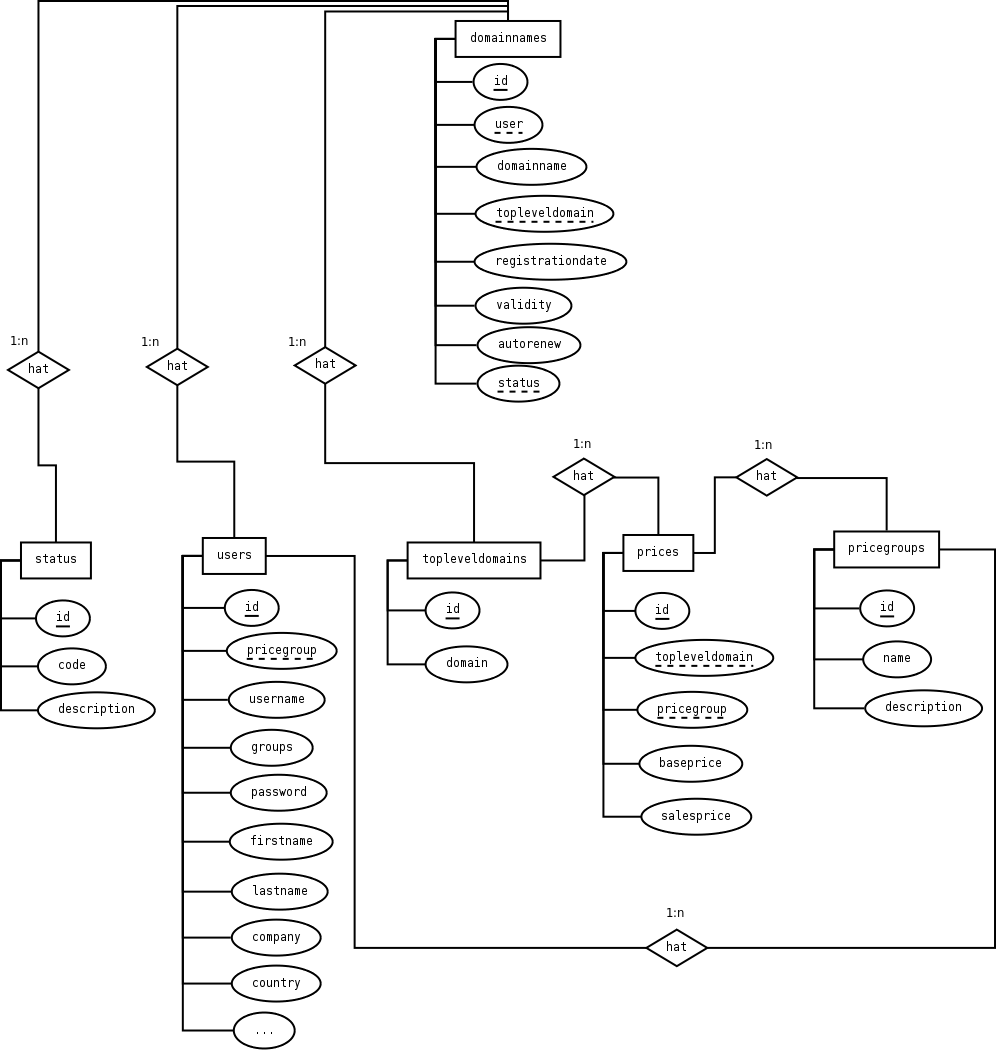 domainnames
id
user
domainname
topleveldomain
registrationdate
validity
autorenew
status
1:n
hat
1:n
hat
1:n
hat
1:n
hat
1:n
hat
status
id
code
description
users
id
pricegroup
username
groups
password
firstname
lastname
company
country
...
topleveldomains
id
domain
prices
id
topleveldomain
pricegroup
baseprice
salesprice
pricegroups
id
name
description
1:n
hat